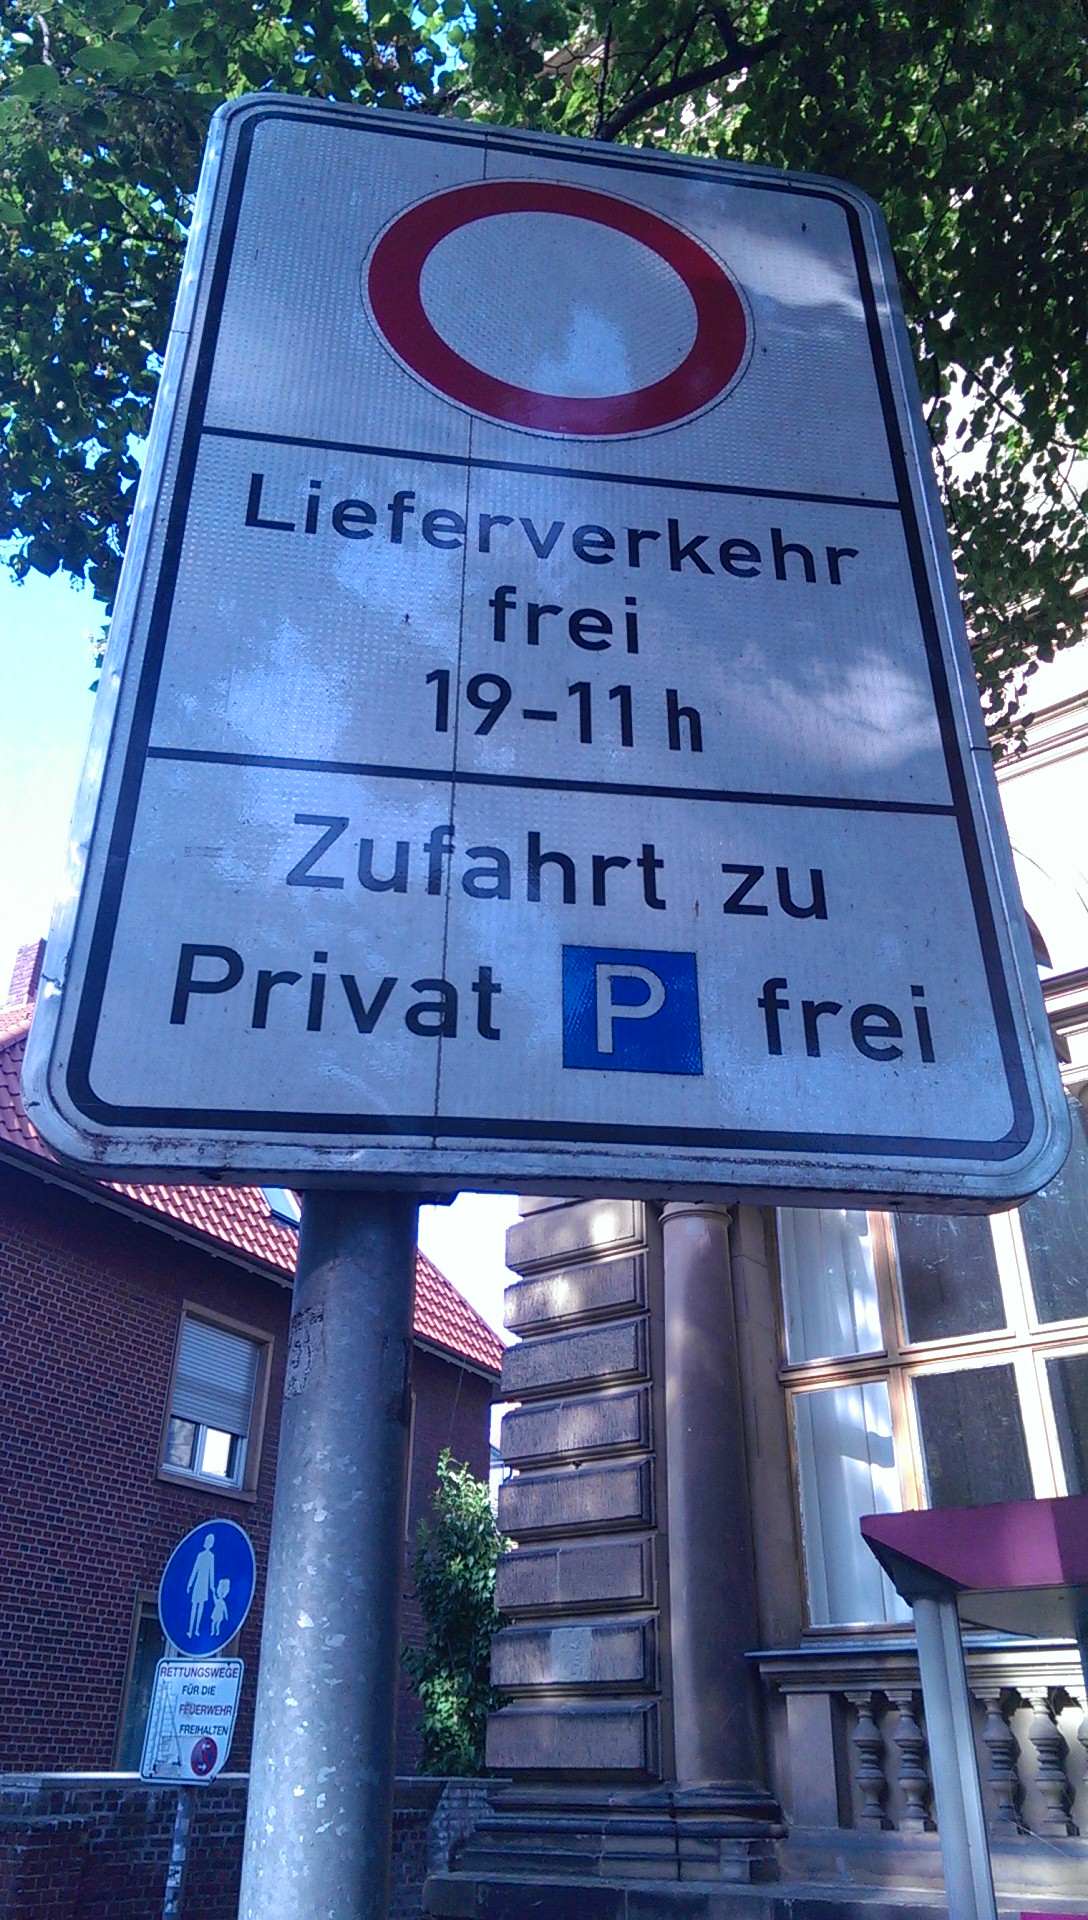 Lieferverkehr
frei
19-11 h
Zufahrt zu
Privat P frei
RETTUNGSWEGE
FÜR DIE
FEUERWEHR
FREIHALTEN